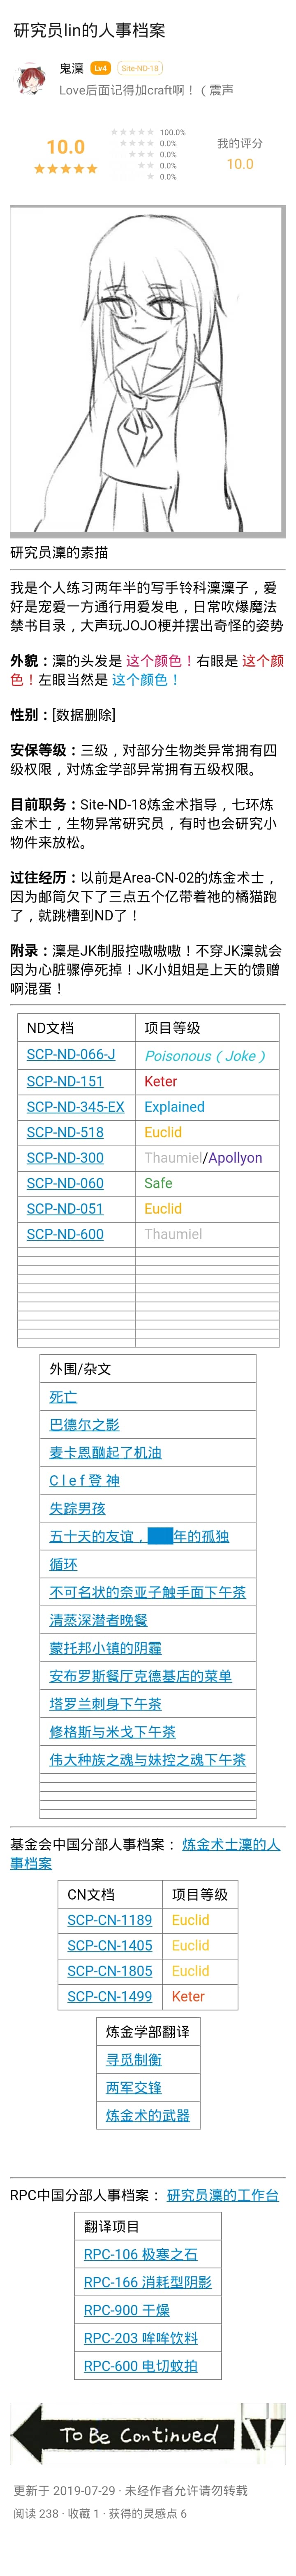 研究员lin的人事档案
鬼澟 Lv4 Site-ND-18
Love后面记得加craft啊！（震声
10.0
100.0%
0.0%
0.0%
0.0%
0.0%
我的评分
10.0
研究员澟的素描
我是个人练习两年半的写手铃科澟澟子，爱
好是宠爱一方通行用爱发电，日常吹爆魔法
禁书目录，大声玩JOJO梗并摆出奇怪的姿势
外貌：澟的头发是 这个颜色！右眼是 这个颜
色！左眼当然是 这个颜色！
性别：[数据删除]
安保等级：三级，对部分生物类异常拥有四
级权限，对炼金学部异常拥有五级权限。
目前职务：Site-ND-18炼金术指导，七环炼
金术士，生物异常研究员，有时也会研究小
物件来放松。
过往经历：以前是Area-CN-02的炼金术士，
因为邮筒欠下了三点五个亿带着祂的橘猫跑
了，就跳槽到ND了！
附录：澟是JK制服控嗷嗷嗷！不穿JK澟就会
因为心脏骤停死掉！JK小姐姐是上天的馈赠
啊混蛋！
ND文档 项目等级
SCP-ND-066-J Poisonous（Joke）
SCP-ND-151 Keter
SCP-ND-345-EX Explained
SCP-ND-518 Euclid
SCP-ND-300 Thaumiel/Apollyon
SCP-ND-060 Safe
SCP-ND-051 Euclid
SCP-ND-600 Thaumiel
外围/杂文
死亡
巴德尔之影
麦卡恩酗起了机油
C l e f 登 神
失踪男孩
五十天的友谊，██年的孤独
循环
不可名状的奈亚子触手面下午茶
清蒸深潜者晚餐
蒙托邦小镇的阴霾
安布罗斯餐厅克德基店的菜单
塔罗兰刺身下午茶
修格斯与米戈下午茶
伟大种族之魂与妹控之魂下午茶
基金会中国分部人事档案： 炼金术士澟的人
事档案
CN文档 项目等级
SCP-CN-1189 Euclid
SCP-CN-1405 Euclid
SCP-CN-1805 Euclid
SCP-CN-1499 Keter
炼金学部翻译
寻觅制衡
两军交锋
炼金术的武器
RPC中国分部人事档案： 研究员澟的工作台
翻译项目
RPC-106 极寒之石
RPC-166 消耗型阴影
RPC-900 干燥
RPC-203 哞哞饮料
RPC-600 电切蚊拍
To Be Continued
更新于 2019-07-29 · 未经作者允许请勿转载
阅读 238 · 收藏 1 · 获得的灵感点 6